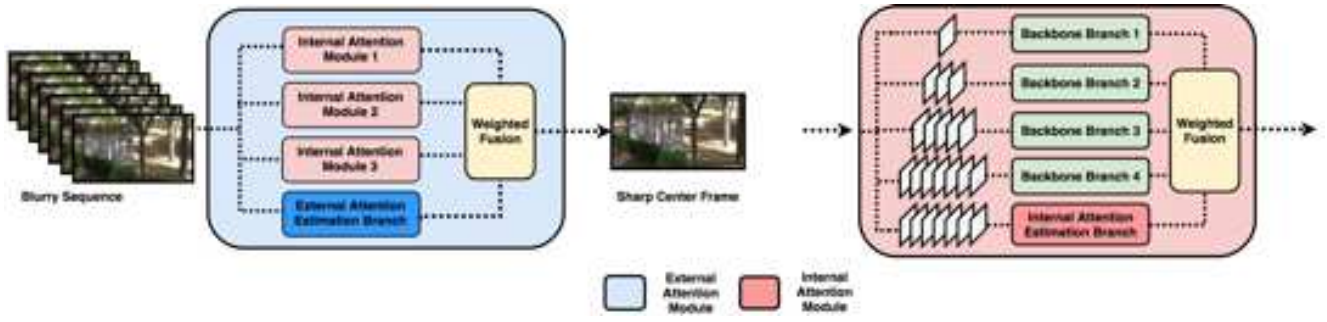 Internal Attention
Module 1
Internal Attention
Module 2
Internal Attention
Module 3
External Attention
Estimation Branch
Weighted
Fusion
Blurry Sequence
Sharp Center Frame
Backbone Branch 1
Backbone Branch 2
Backbone Branch 3
Backbone Branch 4
Internal Attention
Estimation Branch
Weighted
Fusion
External
Attention
Module
Internal
Attention
Module